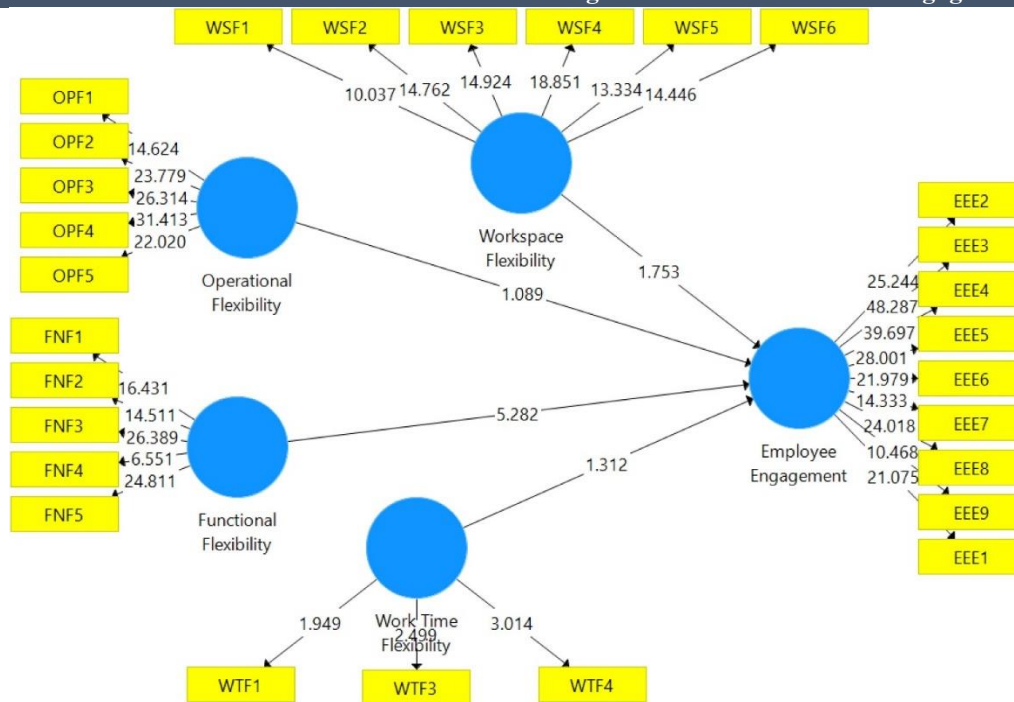 WSF1 WSF2 WSF3 WSF4 WSF5 WSF6
10.037 14.762 14.924 18.851 13.334 14.446
OPF1
OPF2
OPF3
OPF4
OPF5
14.624
23.779
26.314
31.413
22.020
Operational
Flexibility
Workspace
Flexibility
1.753
1.089
FNF1
FNF2
FNF3
FNF4
FNF5
16.431
14.511
26.389
6.551
24.811
Functional
Flexibility
5.282
1.312
Employee
Engagement
25.244
48.287
39.697
28.001
21.979
14.333
24.018
10.468
21.075
EEE2
EEE3
EEE4
EEE5
EEE6
EEE7
EEE8
EEE9
EEE1
Work Time
Flexibility
1.949 2.499 3.014
WTF1 WTF3 WTF4